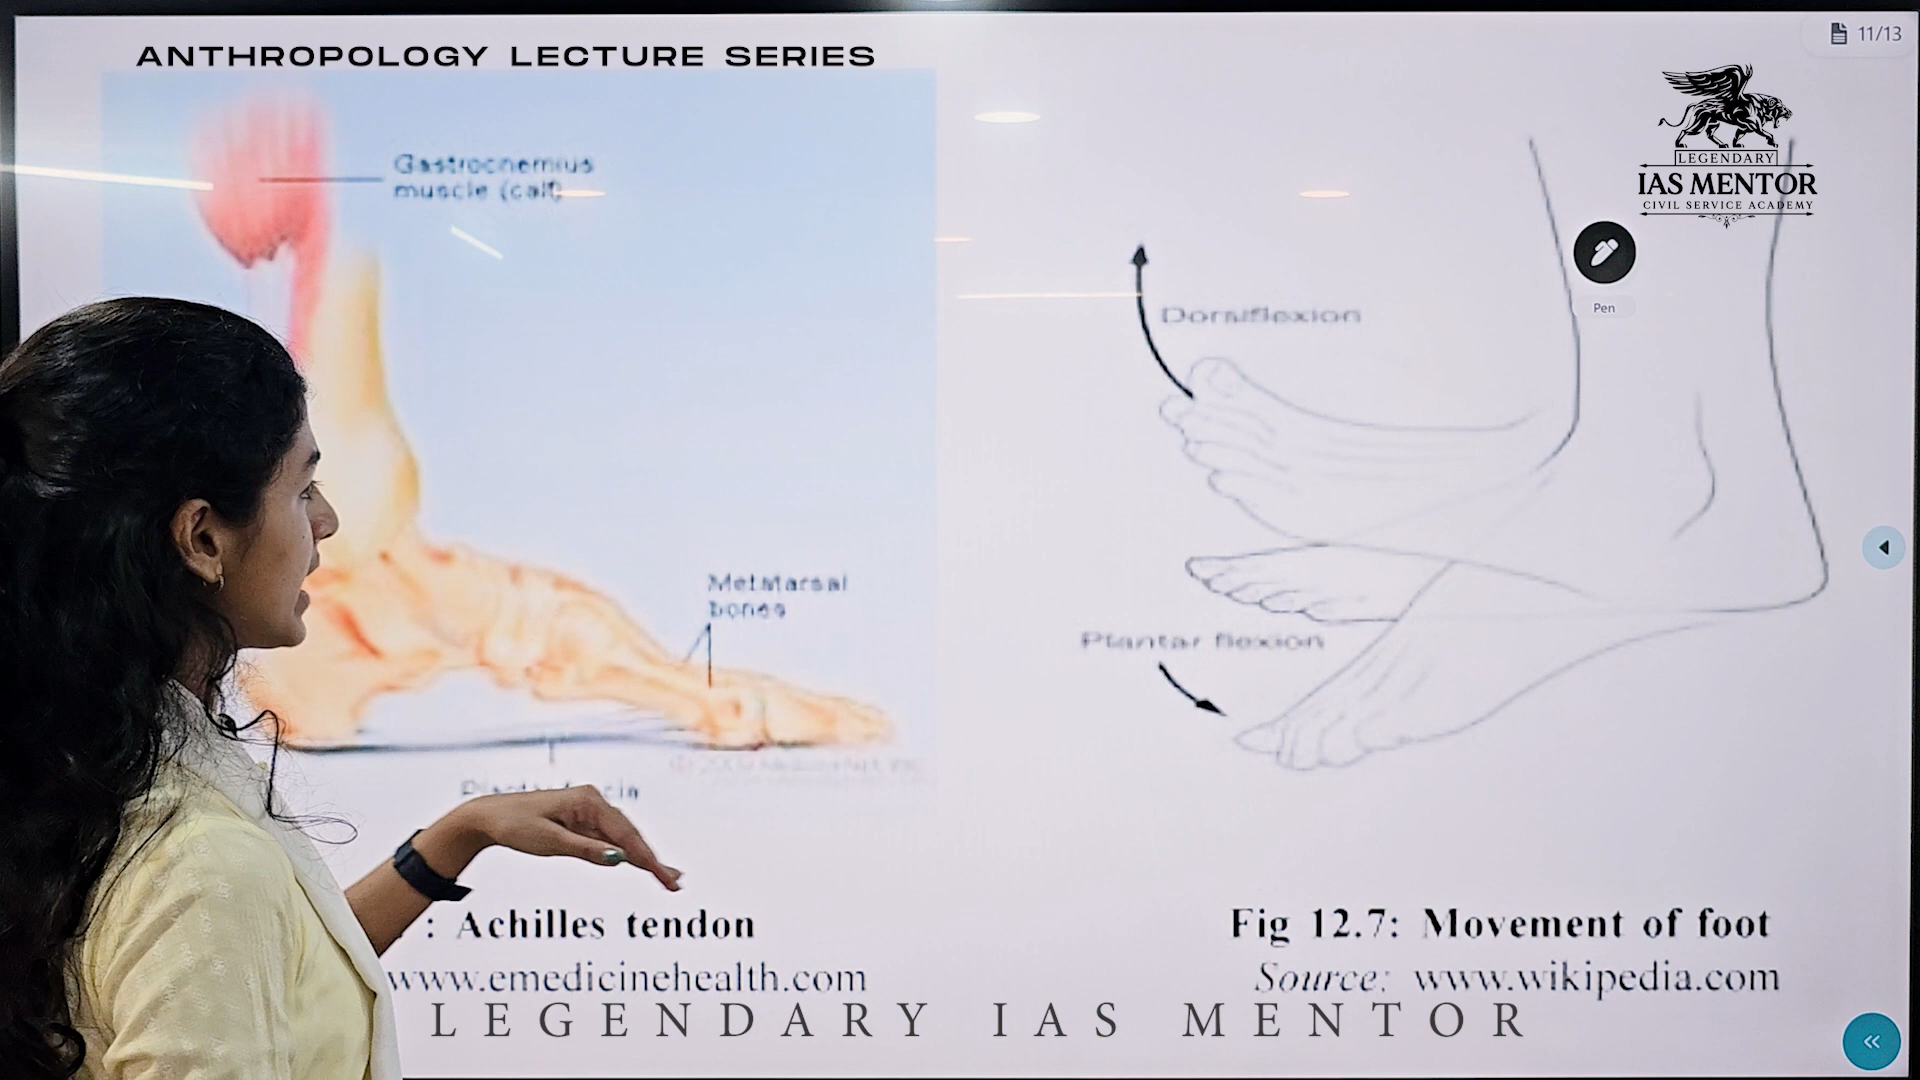 ANTHROPOLOGY LECTURE SERIES
11/13
LEGENDARY
IAS MENTOR
CIVIL SERVICE ACADEMY
Gastrocnemius
muscle (calf)
Pen
Dorsiflexion
Metatarsal
bones
Plantar flexion
: Achilles tendon
www.emedicinehealth.com
Fig 12.7: Movement of foot
Source: www.wikipedia.com
LEGENDARY IAS MENTOR